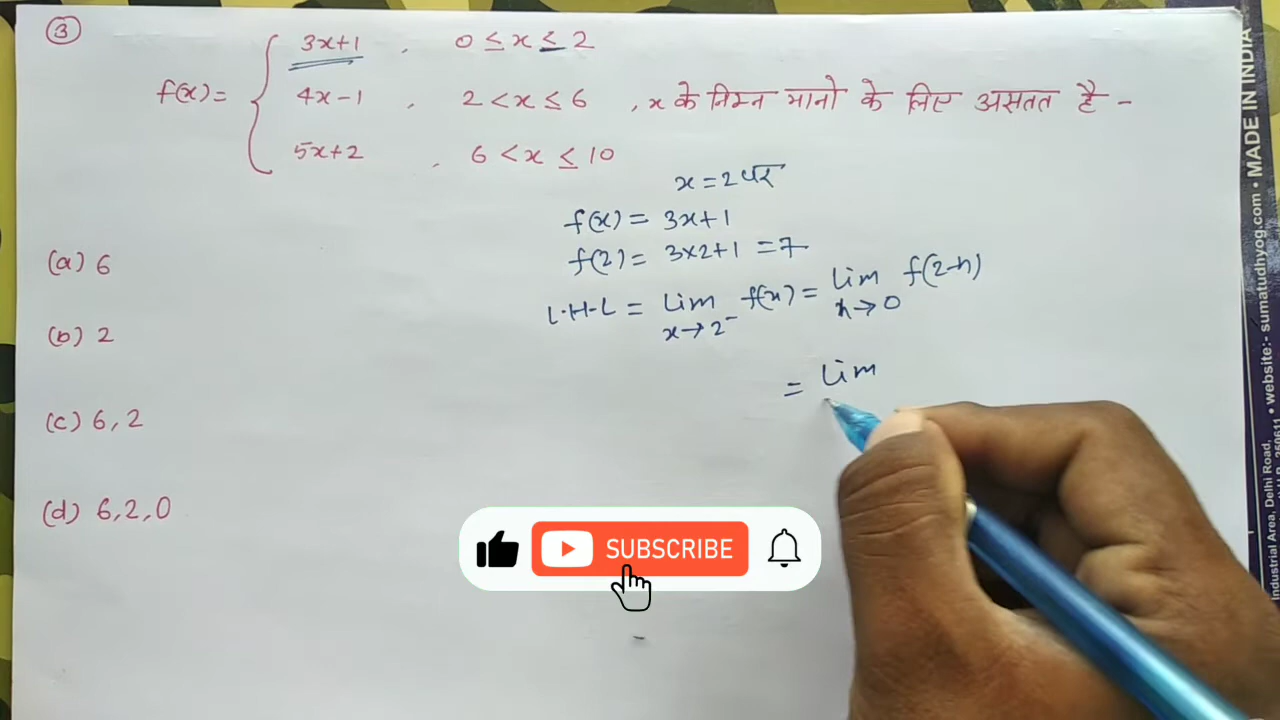 ③
f(x) = { 3x+1 , 0 ≤ x ≤ 2
4x-1 , 2 < x ≤ 6 , x के निम्न मानो के लिए असतत है -
5x+2 , 6 < x ≤ 10
x = 2 पर
f(x) = 3x+1
f(2) = 3×2+1 = 7
L.H.L = lim x→2⁻ f(x) = lim h→0 f(2-h)
= lim
(a) 6
(b) 2
(c) 6, 2
(d) 6, 2, 0
SUBSCRIBE
Industrial Area, Delhi Road, • website:- sumatudhyog.com • MADE IN INDIA